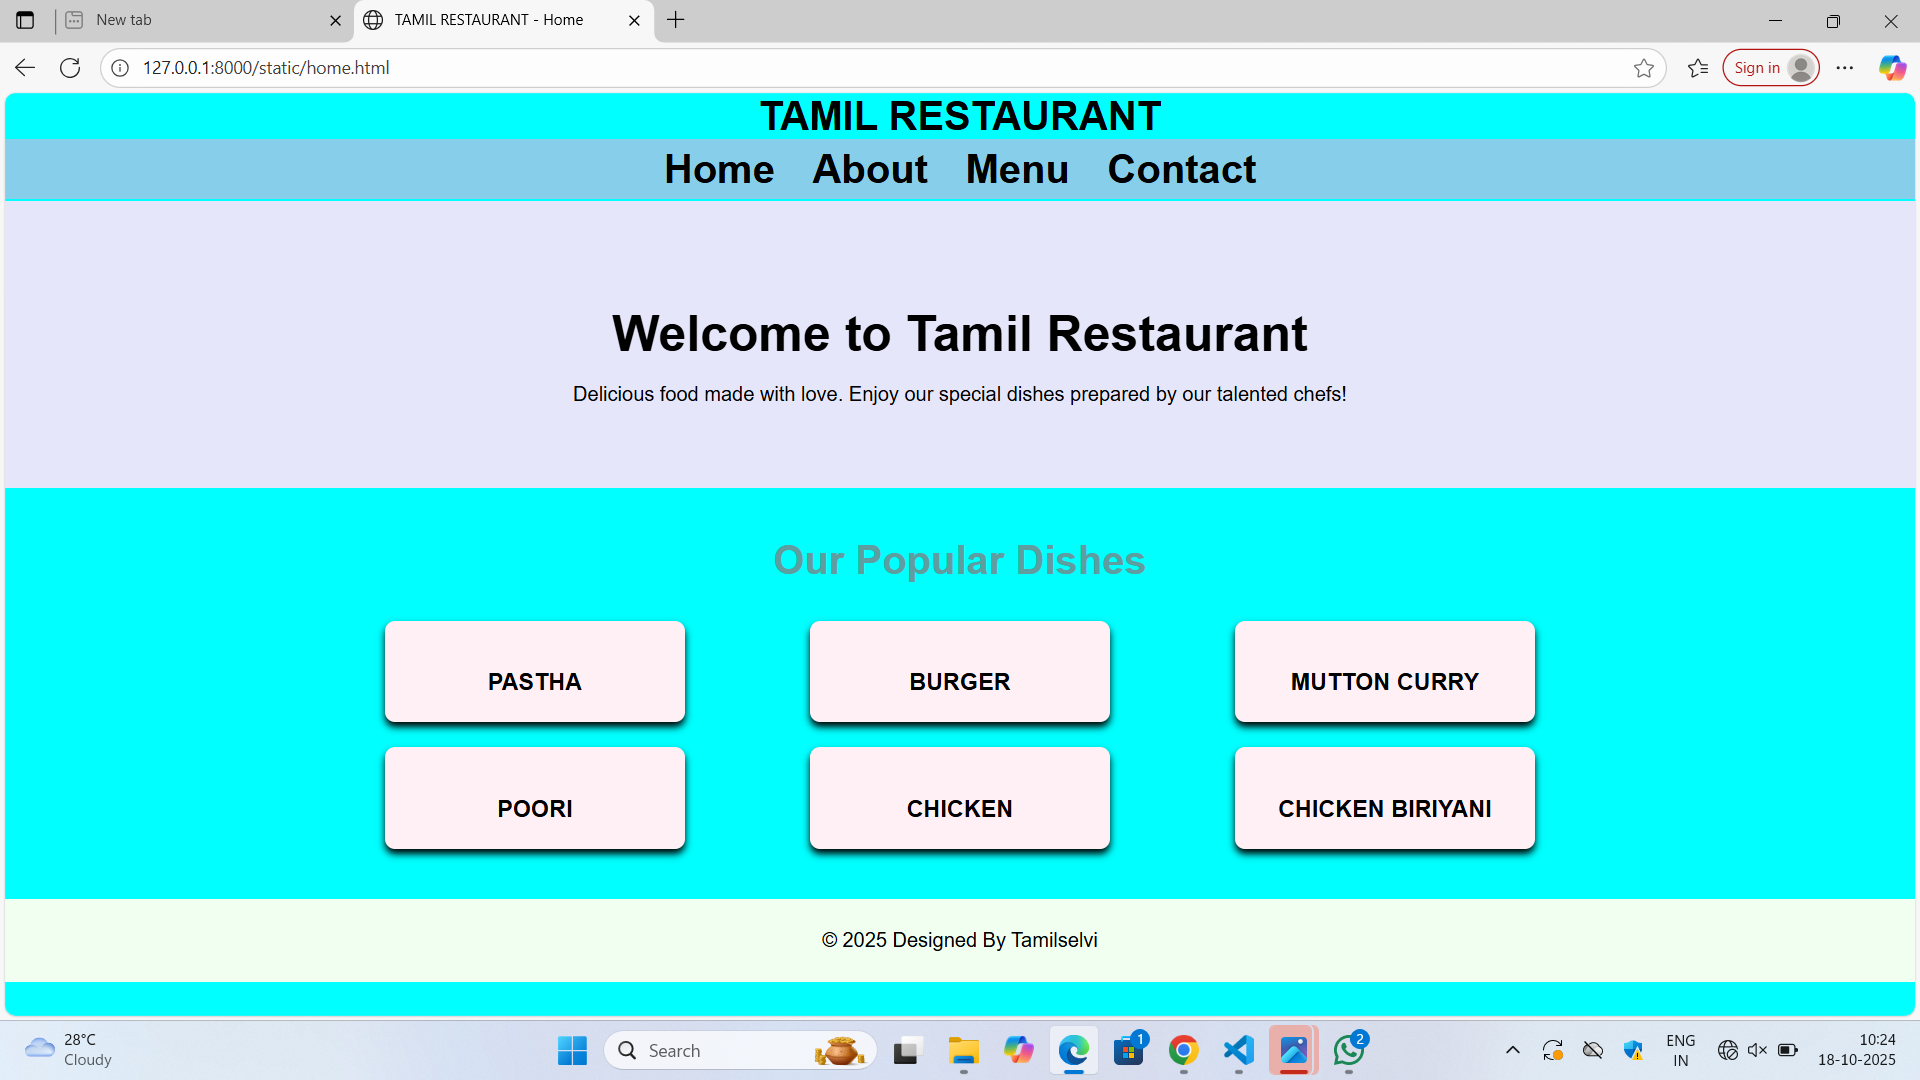 New tab
TAMIL RESTAURANT - Home
127.0.0.1:8000/static/home.html
Sign in
TAMIL RESTAURANT
Home About Menu Contact
Welcome to Tamil Restaurant
Delicious food made with love. Enjoy our special dishes prepared by our talented chefs!
Our Popular Dishes
PASTHA BURGER MUTTON CURRY
POORI CHICKEN CHICKEN BIRIYANI
© 2025 Designed By Tamilselvi
28°C
Cloudy
Search
1
2
ENG
IN
10:24
18-10-2025